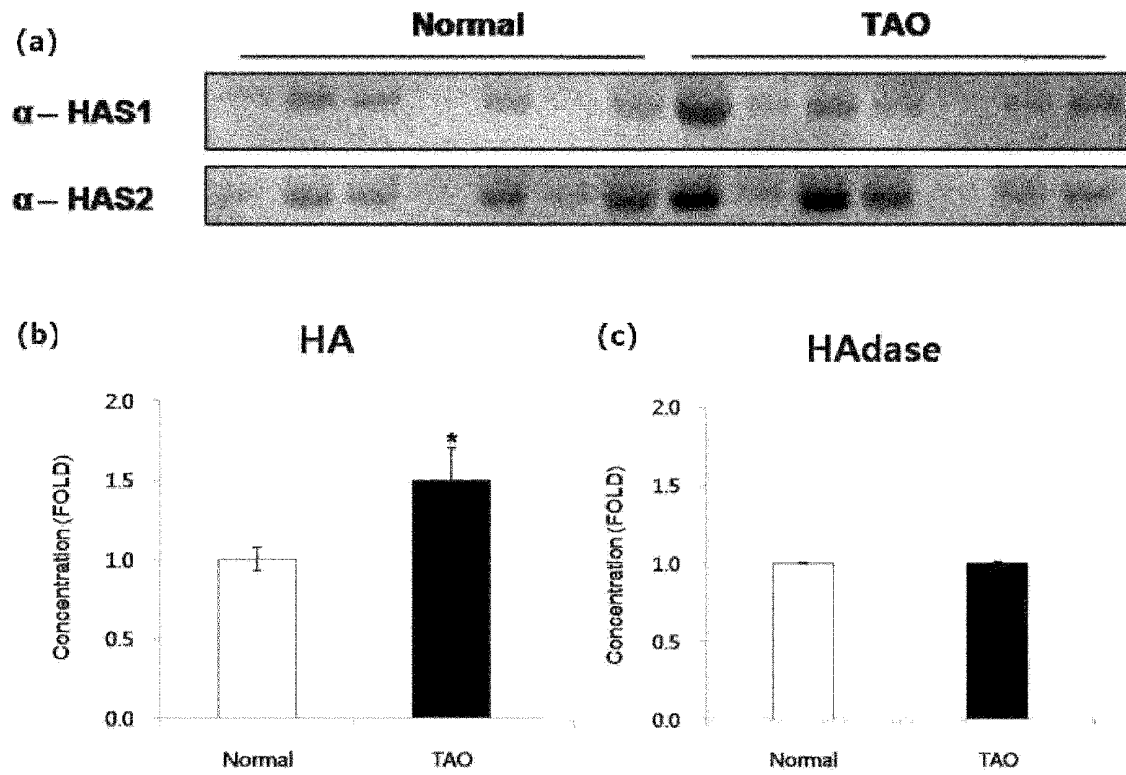 (a) Normal TAO
α – HAS1
α – HAS2
(b) HA
2.0
1.5
*
1.0
0.5
0.0
Concentration (FOLD)
Normal TAO
(c) HAdase
2.0
1.5
1.0
0.5
0.0
Concentration (FOLD)
Normal TAO